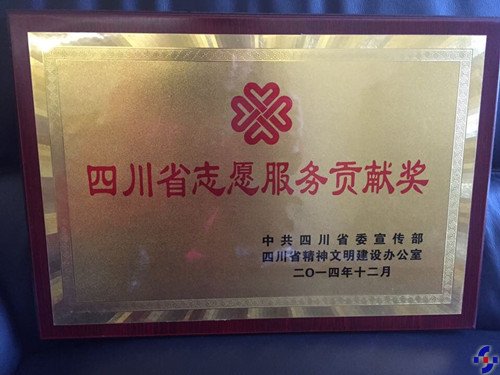 四川省志愿服务贡献奖
中共四川省委宣传部
四川省精神文明建设办公室
二〇一四年十二月